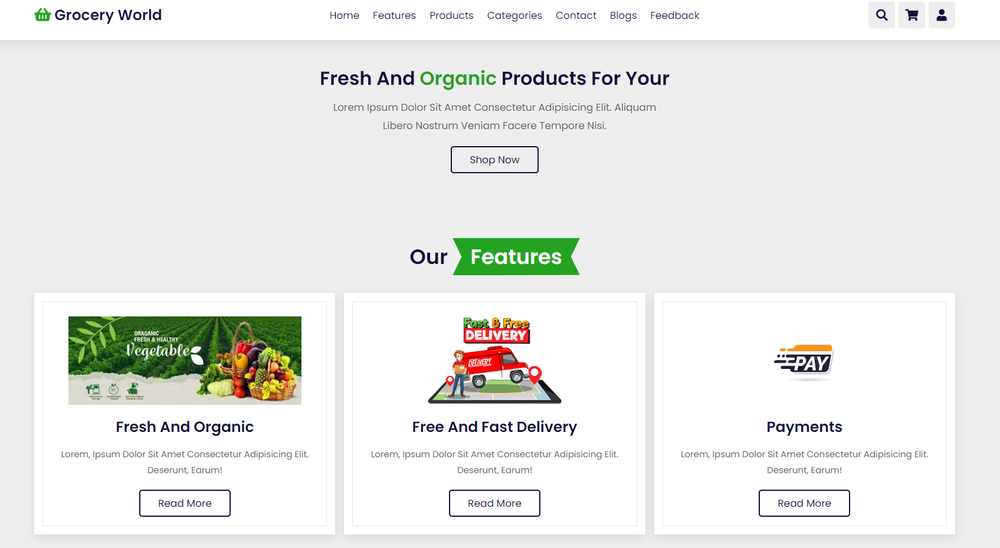 Grocery World
Home Features Products Categories Contact Blogs Feedback
Fresh And Organic Products For Your
Lorem Ipsum Dolor Sit Amet Consectetur Adipisicing Elit. Aliquam
Libero Nostrum Veniam Facere Tempore Nisi.
Shop Now
Our Features
ORAGANIC
FRESH & HEALTHY
Vegetable
Fresh And Organic
Lorem, Ipsum Dolor Sit Amet Consectetur Adipisicing Elit.
Deserunt, Earum!
Read More
Fast & Free
DELIVERY
DELIVERY
Free And Fast Delivery
Lorem, Ipsum Dolor Sit Amet Consectetur Adipisicing Elit.
Deserunt, Earum!
Read More
PAY
Payments
Lorem, Ipsum Dolor Sit Amet Consectetur Adipisicing Elit.
Deserunt, Earum!
Read More